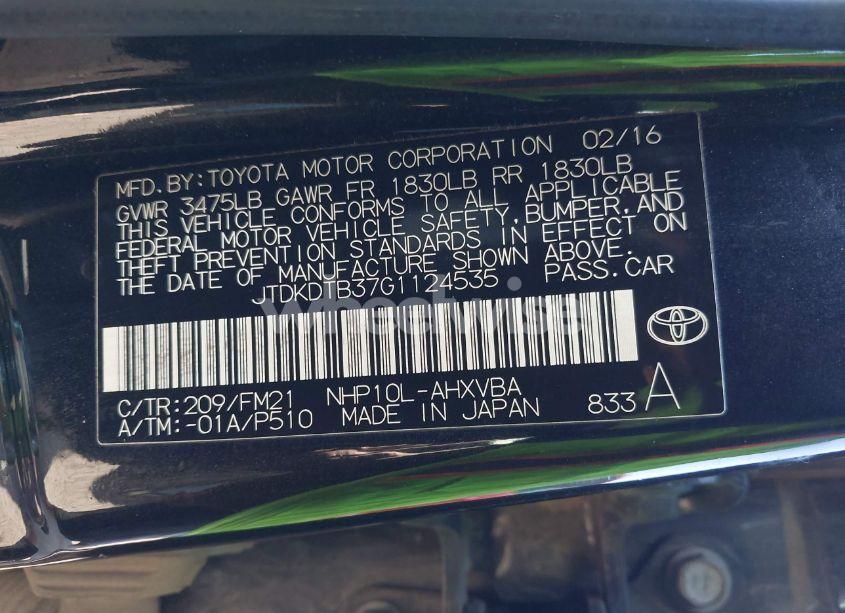 MFD. BY: TOYOTA MOTOR CORPORATION 02/16
GVWR 3475LB GAWR FR 1830LB RR 1830LB
THIS VEHICLE CONFORMS TO ALL APPLICABLE
FEDERAL MOTOR VEHICLE SAFETY, BUMPER, AND
THEFT PREVENTION STANDARDS IN EFFECT ON
THE DATE OF MANUFACTURE SHOWN ABOVE.
JTDKDTB37G1124535 PASS. CAR
wheelwise
C/TR: 209/FM21 NHP10L-AHXVBA
A/TM: -01A/P510 MADE IN JAPAN 833 A